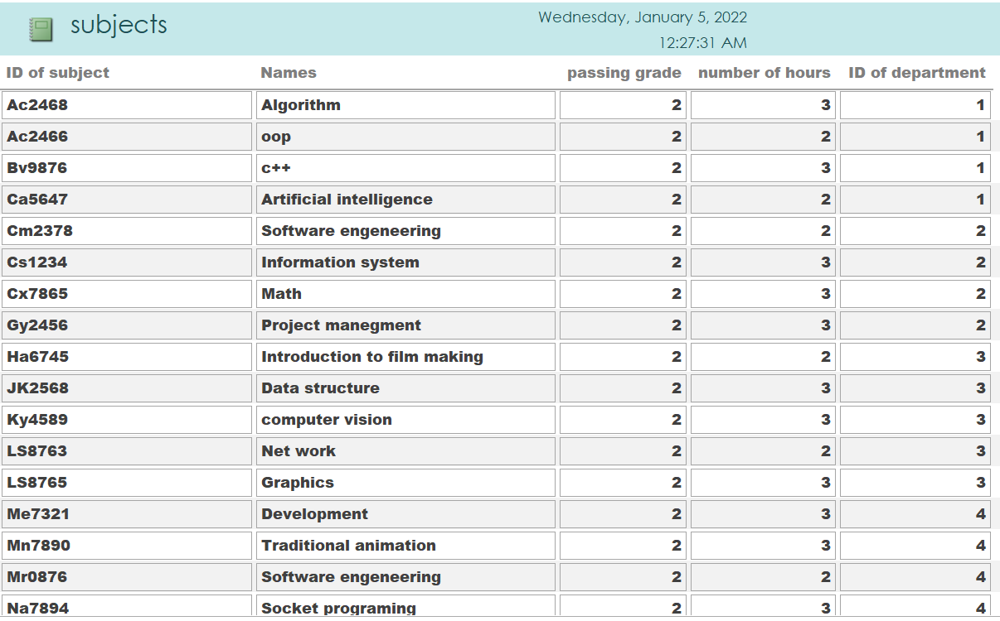 subjects
Wednesday, January 5, 2022
12:27:31 AM
ID of subject Names passing grade number of hours ID of department
Ac2468 Algorithm 2 3 1
Ac2466 oop 2 2 1
Bv9876 c++ 2 3 1
Ca5647 Artificial intelligence 2 2 1
Cm2378 Software engeneering 2 2 2
Cs1234 Information system 2 3 2
Cx7865 Math 2 3 2
Gy2456 Project manegment 2 3 2
Ha6745 Introduction to film making 2 2 3
JK2568 Data structure 2 3 3
Ky4589 computer vision 2 3 3
LS8763 Net work 2 2 3
LS8765 Graphics 2 3 3
Me7321 Development 2 3 4
Mn7890 Traditional animation 2 3 4
Mr0876 Software engeneering 2 2 4
Na7894 Socket programing 2 3 4